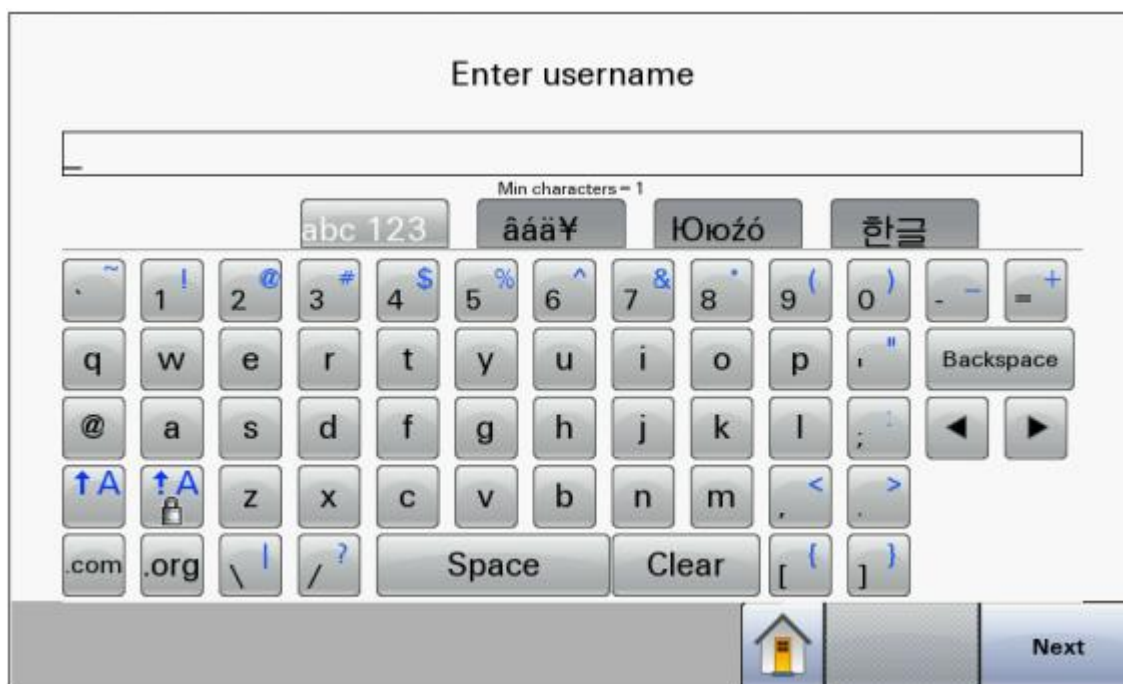 Enter username
_
Min characters = 1
abc 123 âáä¥ Ююźó 한글
` ~ 1 ! 2 @ 3 # 4 $ 5 % 6 ^ 7 & 8 * 9 ( 0 ) - _ = +
q w e r t y u i o p ' " Backspace
@ a s d f g h j k l ; : ◄ ►
↑A ↑A z x c v b n m , < . >
.com .org \ | / ? Space Clear [ { ] }
Next